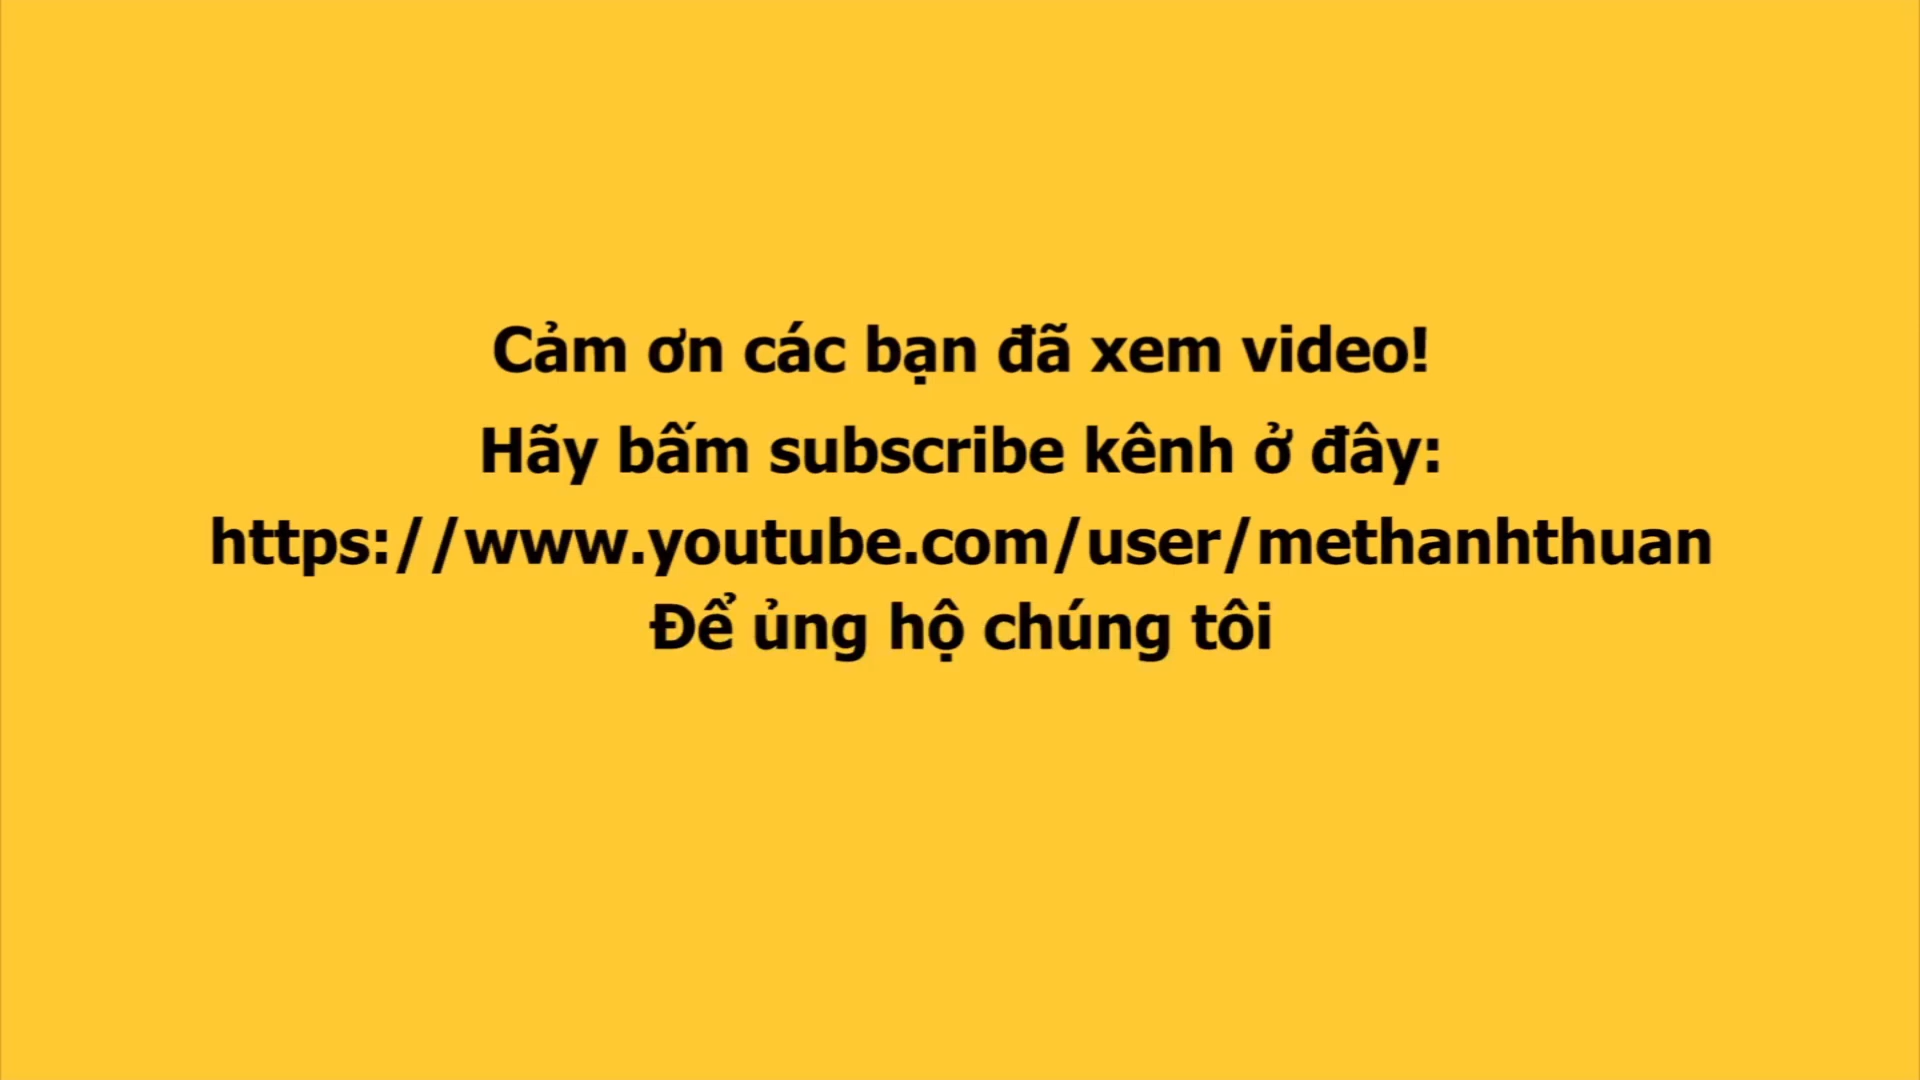 Cảm ơn các bạn đã xem video!
Hãy bấm subscribe kênh ở đây:
https://www.youtube.com/user/methanhthuan
Để ủng hộ chúng tôi